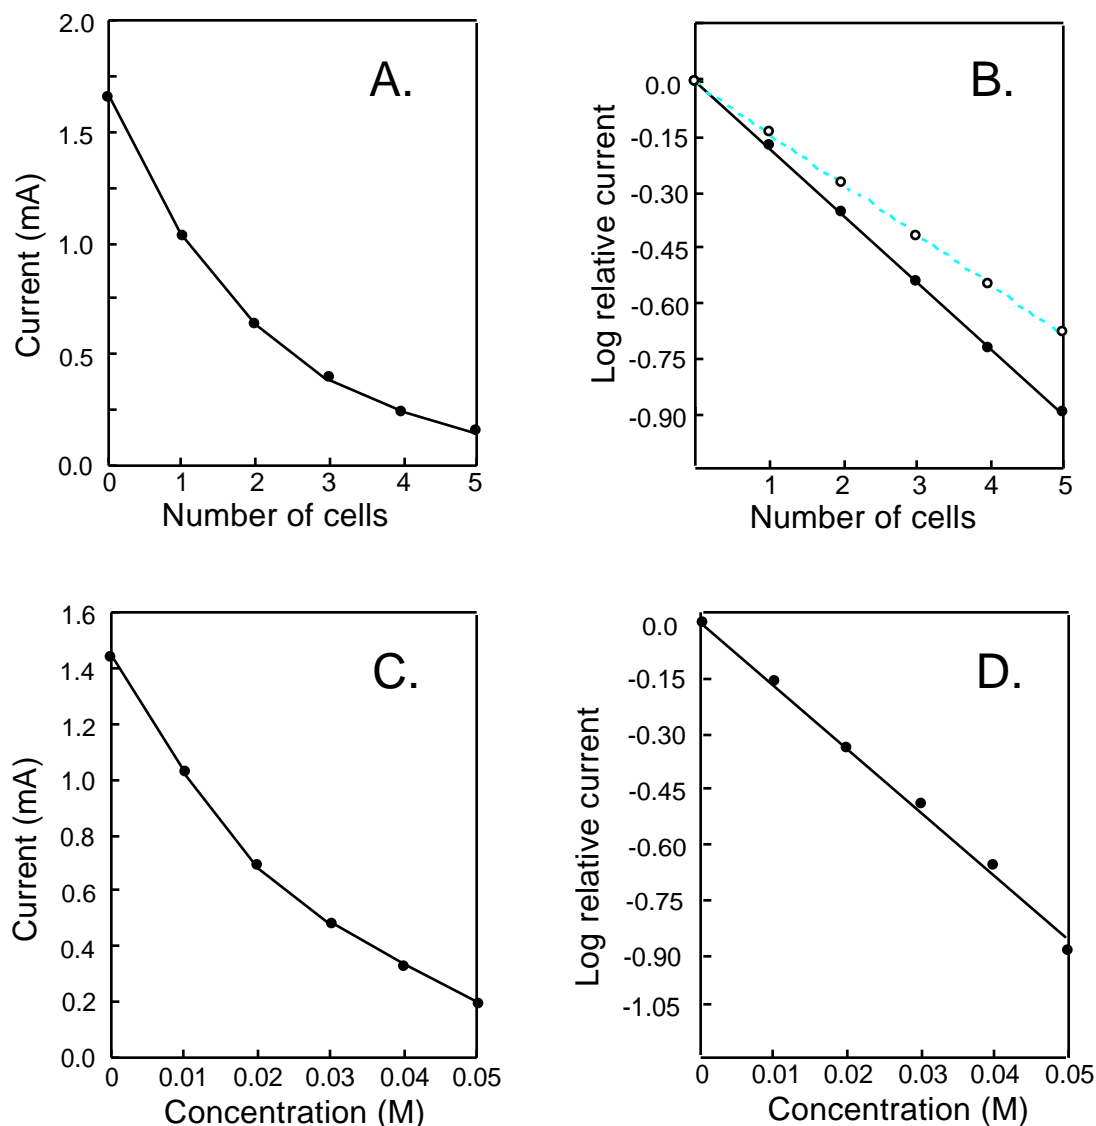 A.
Current (mA)
2.0
1.5
1.0
0.5
0.0
0 1 2 3 4 5
Number of cells
B.
Log relative current
0.0
-0.15
-0.30
-0.45
-0.60
-0.75
-0.90
1 2 3 4 5
Number of cells
C.
Current (mA)
1.6
1.4
1.2
1.0
0.8
0.6
0.4
0.2
0.0
0 0.01 0.02 0.03 0.04 0.05
Concentration (M)
D.
Log relative current
0.0
-0.15
-0.30
-0.45
-0.60
-0.75
-0.90
-1.05
0 0.01 0.02 0.03 0.04 0.05
Concentration (M)